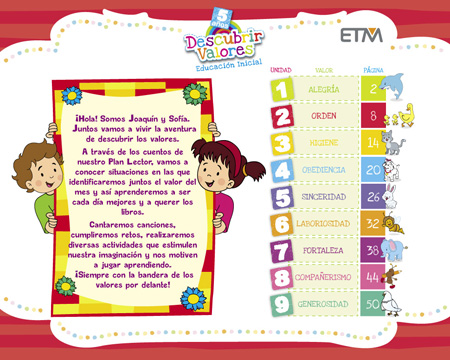 5
años
Descubrir
Valores
Educación Inicial
ETM
¡Hola! Somos Joaquín y Sofía.
Juntos vamos a vivir la aventura
de descubrir los valores.
A través de los cuentos de
nuestro Plan Lector, vamos a
conocer situaciones en las que
identificaremos juntos el valor del
mes y así aprenderemos a ser
cada día mejores y a querer los
libros.
Cantaremos canciones,
cumpliremos retos, realizaremos
diversas actividades que estimulen
nuestra imaginación y nos motiven
a jugar aprendiendo.
¡Siempre con la bandera de los
valores por delante!
UNIDAD VALOR PÁGINA
1 ALEGRÍA 2
2 ORDEN 8
3 HIGIENE 14
4 OBEDIENCIA 20
5 SINCERIDAD 26
6 LABORIOSIDAD 32
7 FORTALEZA 38
8 COMPAÑERISMO 44
9 GENEROSIDAD 50